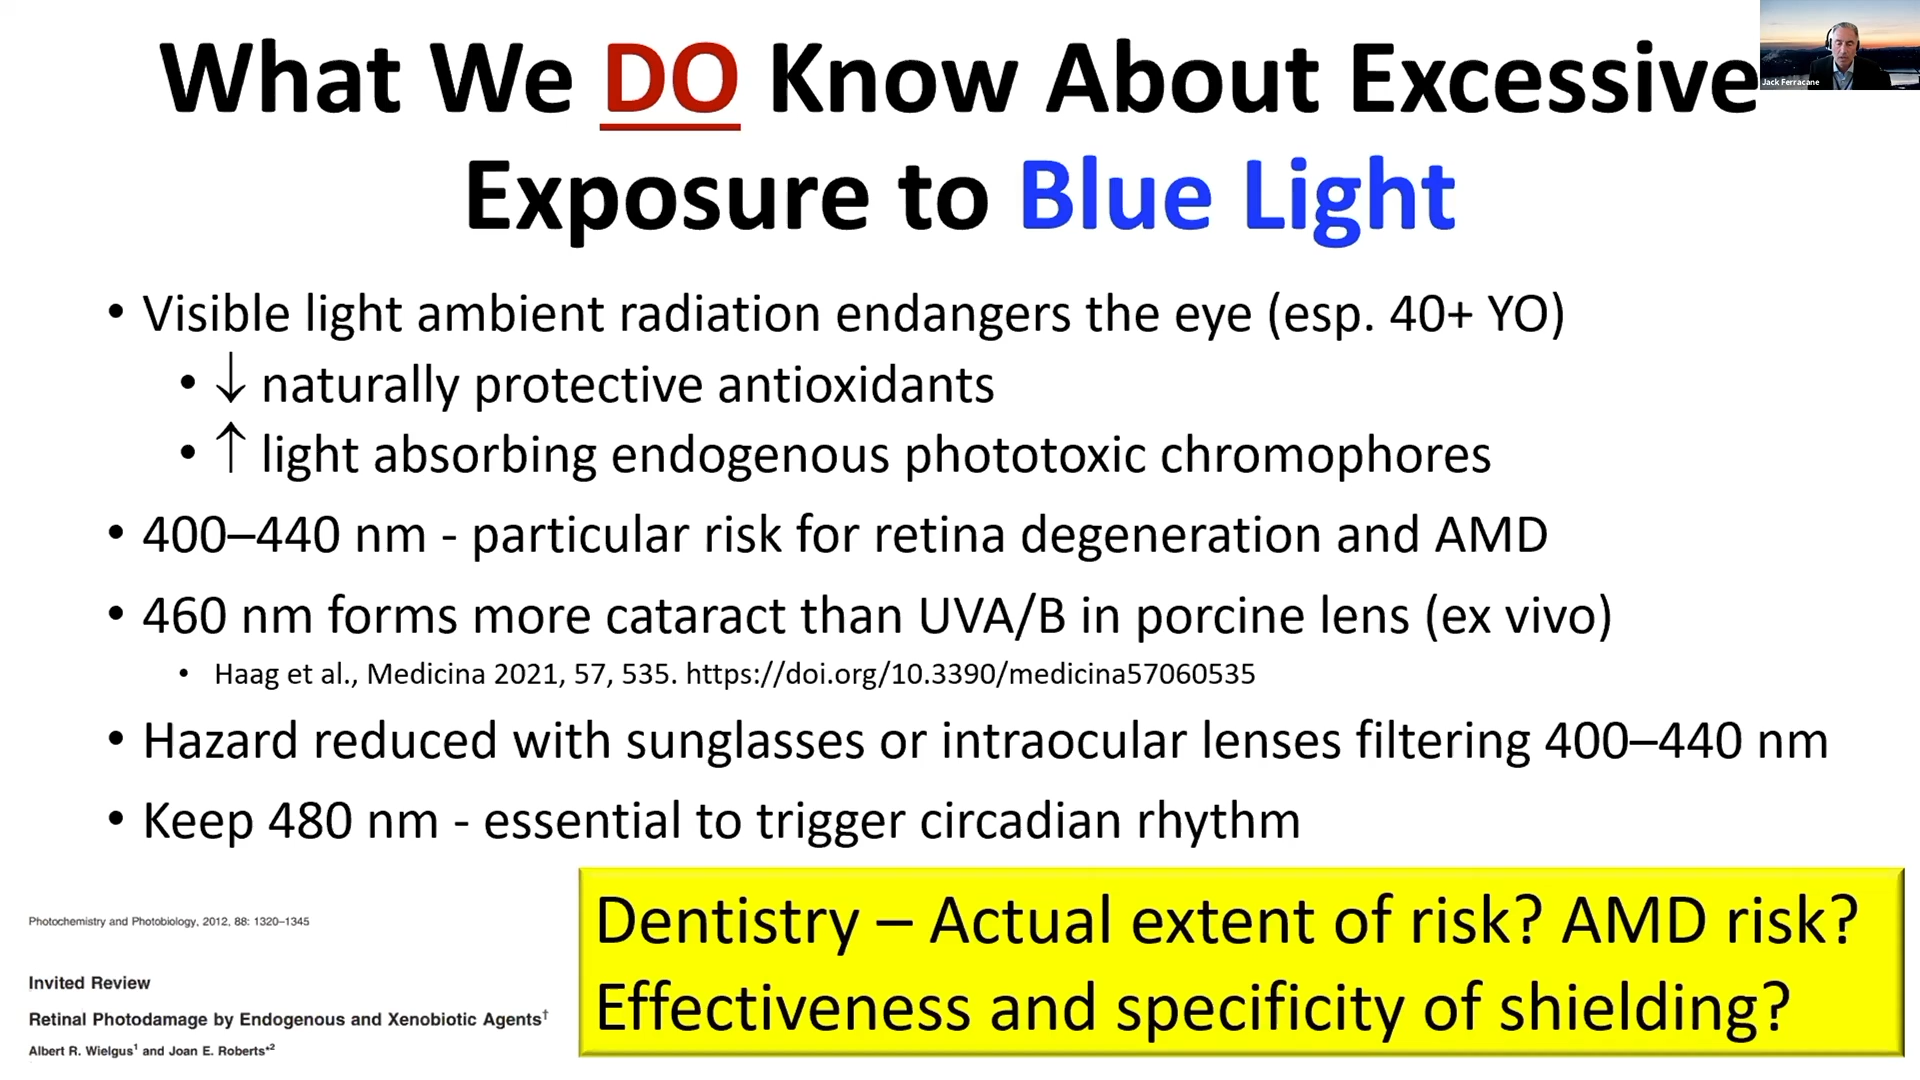 What We DO Know About Excessive
Exposure to Blue Light
Jack Ferracane
• Visible light ambient radiation endangers the eye (esp. 40+ YO)
• ↓ naturally protective antioxidants
• ↑ light absorbing endogenous phototoxic chromophores
• 400–440 nm - particular risk for retina degeneration and AMD
• 460 nm forms more cataract than UVA/B in porcine lens (ex vivo)
• Haag et al., Medicina 2021, 57, 535. https://doi.org/10.3390/medicina57060535
• Hazard reduced with sunglasses or intraocular lenses filtering 400–440 nm
• Keep 480 nm - essential to trigger circadian rhythm
Photochemistry and Photobiology, 2012, 88: 1320–1345
Invited Review
Retinal Photodamage by Endogenous and Xenobiotic Agents†
Albert R. Wielgus¹ and Joan E. Roberts*²
Dentistry – Actual extent of risk? AMD risk?
Effectiveness and specificity of shielding?